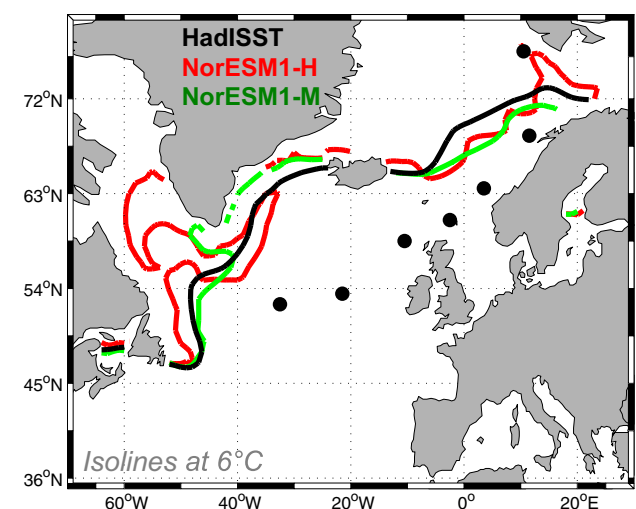 HadISST
NorESM1-H
NorESM1-M
72°N
63°N
54°N
45°N
36°N
Isolines at 6°C
60°W 40°W 20°W 0° 20°E